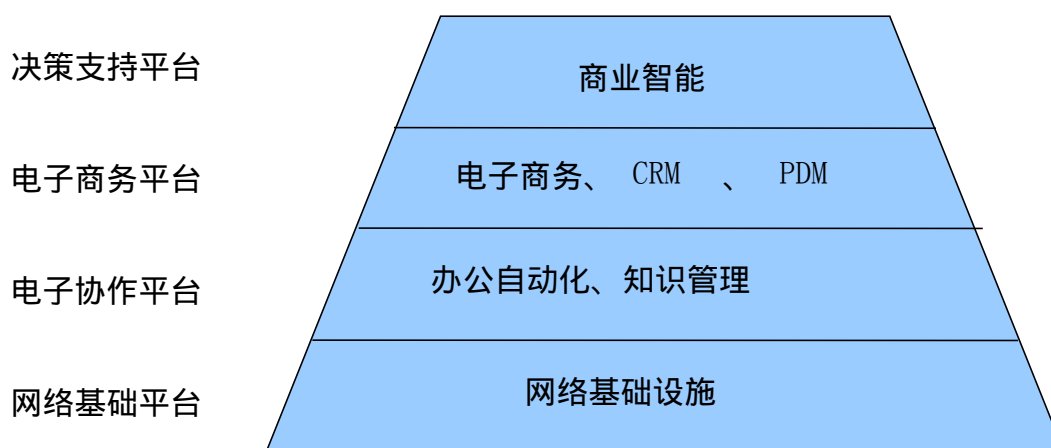 决策支持平台
商业智能
电子商务平台
电子商务、 CRM 、 PDM
电子协作平台
办公自动化、知识管理
网络基础平台
网络基础设施